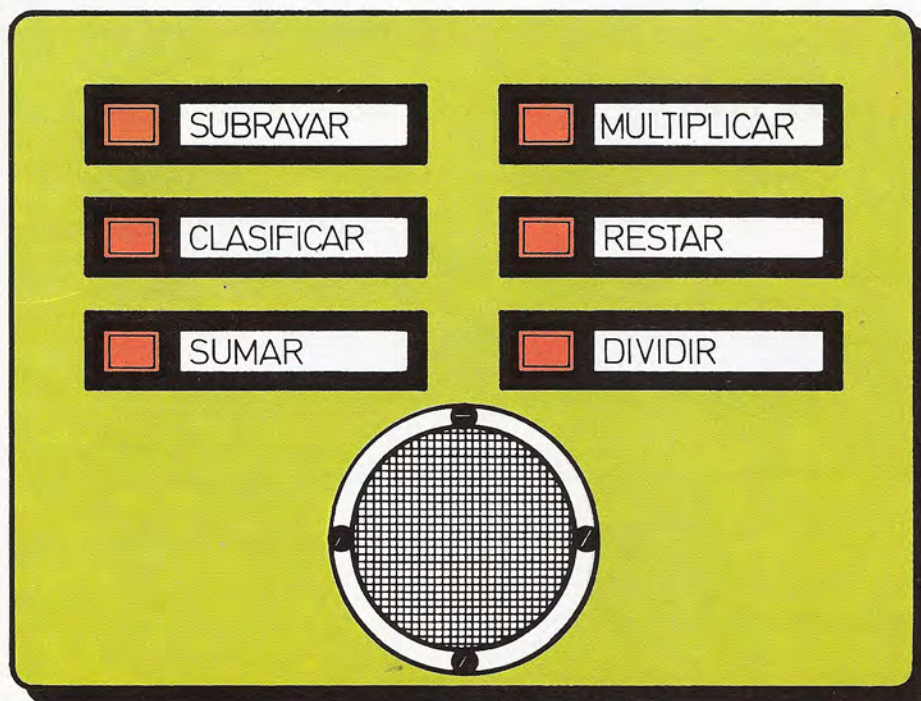 SUBRAYAR
MULTIPLICAR
CLASIFICAR
RESTAR
SUMAR
DIVIDIR